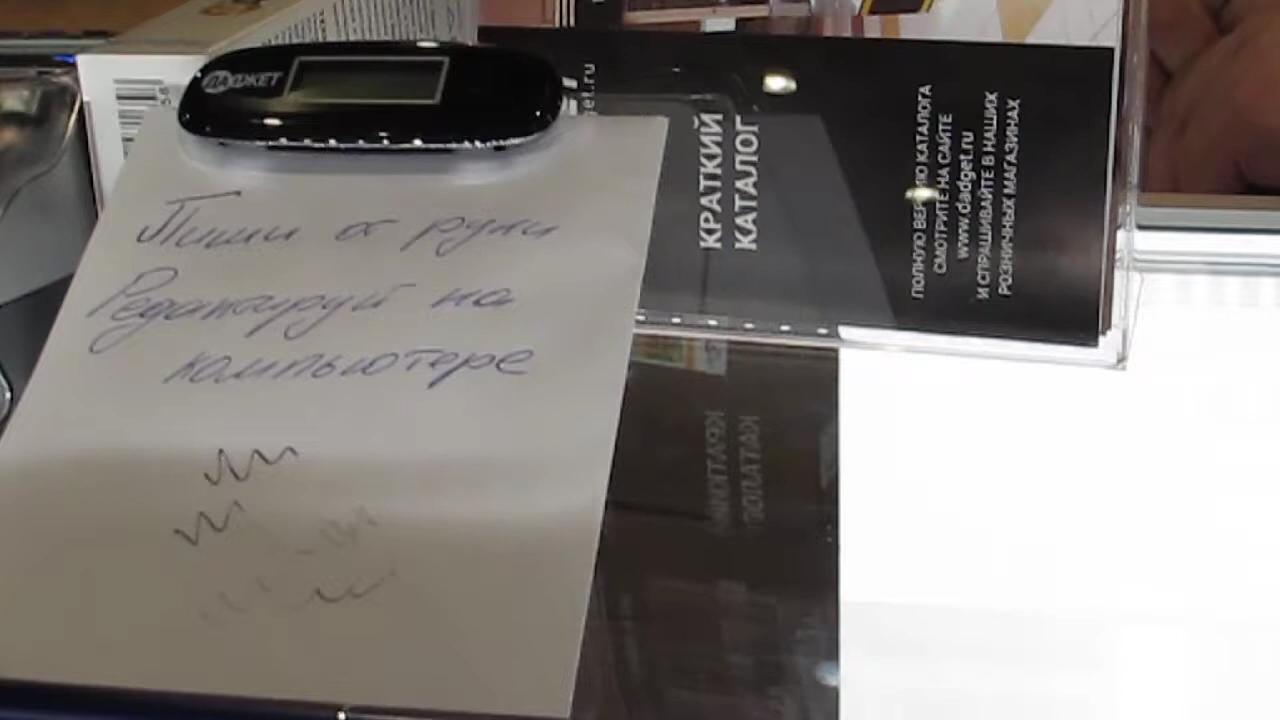 ДАДЖЕТ
Пиши от руки
Редактируй на
компьютере
КРАТКИЙ
КАТАЛОГ
ПОЛНУЮ ВЕРСИЮ КАТАЛОГА
СМОТРИТЕ НА САЙТЕ
www.dadget.ru
И СПРАШИВАЙТЕ В НАШИХ
РОЗНИЧНЫХ МАГАЗИНАХ